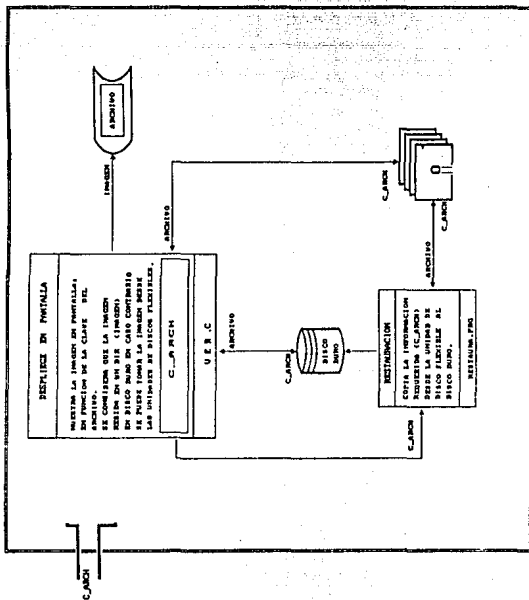 C_ARCH
DESPLIEGE EN PANTALLA
MUESTRA LA IMAGEN EN PANTALLA:
EN FUNCION DE LA CLAVE DEL
ARCHIVO.
SE CONSIDERA QUE LA IMAGEN
RESIDA EN UN DIR (IMAGEN)
EN DISCO DURO EN CASO CONTRARIO
SE PUEDE TOMAR LA IMAGEN DESDE
LAS UNIDADES DE DISCOS FLEXIBLES.
C_ARCH
VER.C
IMAGEN
ARCHIVO
ARCHIVO
ARCHIVO
C_ARCH
DISCO
DURO
C_ARCH
RESTAURACION
COPIA LA INFORMACION
REQUERIDA (C_ARCH)
DESDE LA UNIDAD DE
DISCO FLEXIBLE AL
DISCO DURO.
RESTAURA.PRG
ARCHIVO
C_ARCH
C_ARCH